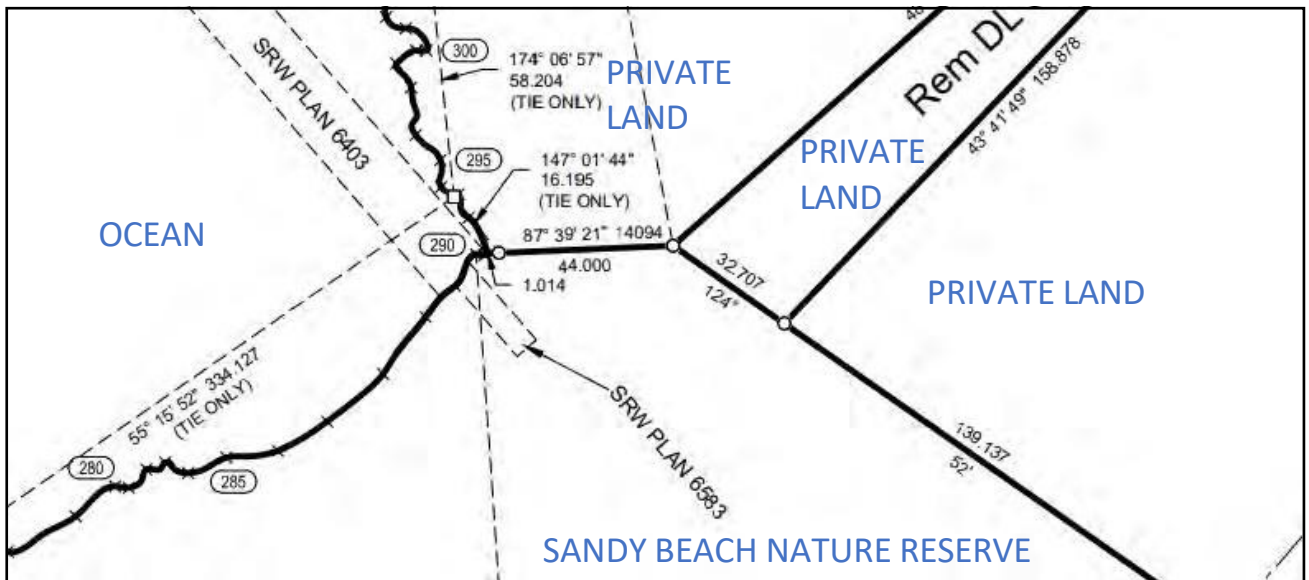 48
Rem DL
300
174° 06' 57"
58.204
(TIE ONLY)
PRIVATE
LAND
SRW PLAN 6403
43° 41' 49" 158.878
PRIVATE
LAND
295
147° 01' 44"
16.195
(TIE ONLY)
OCEAN
290
87° 39' 21" 14094
44.000
1.014
32.707
124°
PRIVATE LAND
55° 15' 52" 334.127
(TIE ONLY)
SRW PLAN 6583
139.137
52'
280
285
SANDY BEACH NATURE RESERVE